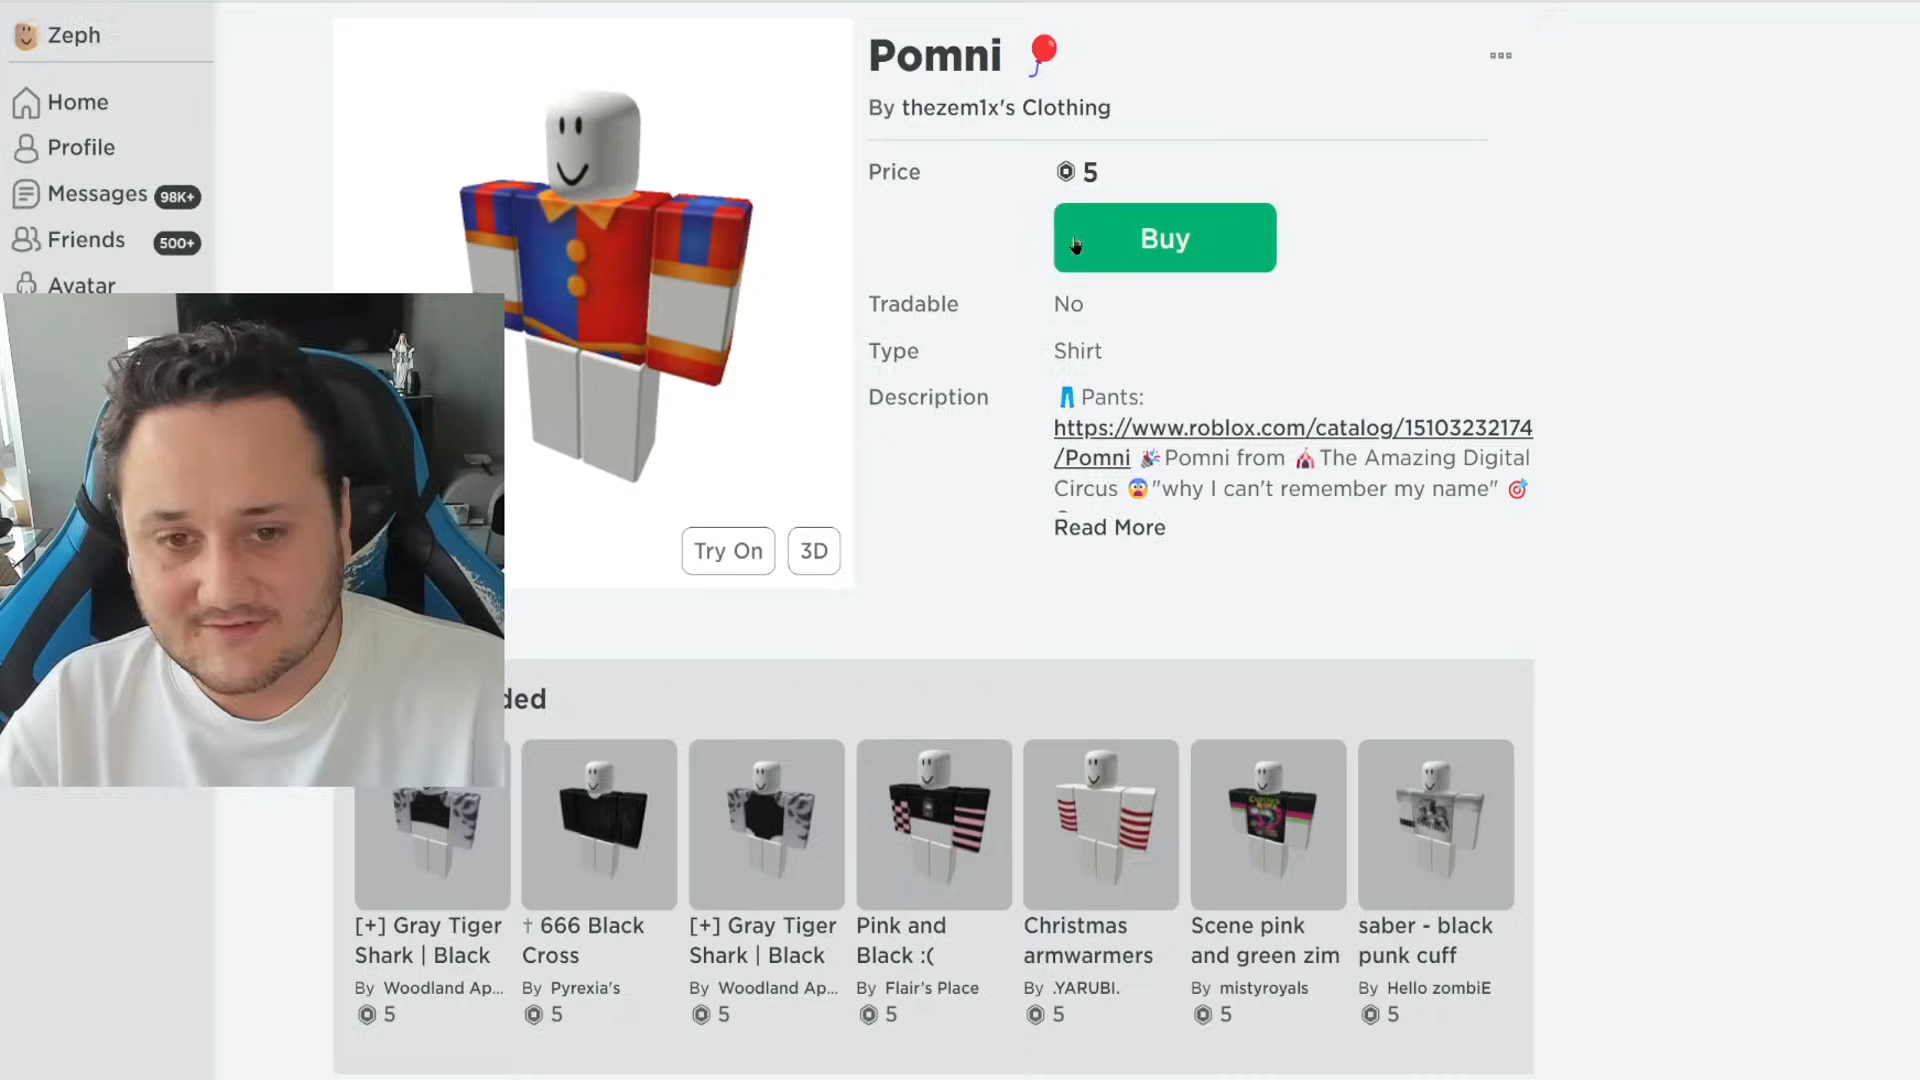 Zeph
Home
Profile
Messages 98K+
Friends 500+
Avatar
Pomni
By thezem1x's Clothing
Price 5
Buy
Tradable No
Type Shirt
Description Pants:
https://www.roblox.com/catalog/15103232174
/Pomni Pomni from The Amazing Digital
Circus "why I can't remember my name"
Read More
Try On 3D
ded
[+] Gray Tiger
Shark | Black
By Woodland Ap...
5
† 666 Black
Cross
By Pyrexia's
5
[+] Gray Tiger
Shark | Black
By Woodland Ap...
5
Pink and
Black :(
By Flair's Place
5
Christmas
armwarmers
By .YARUBI.
5
Scene pink
and green zim
By mistyroyals
5
saber - black
punk cuff
By Hello zombiE
5